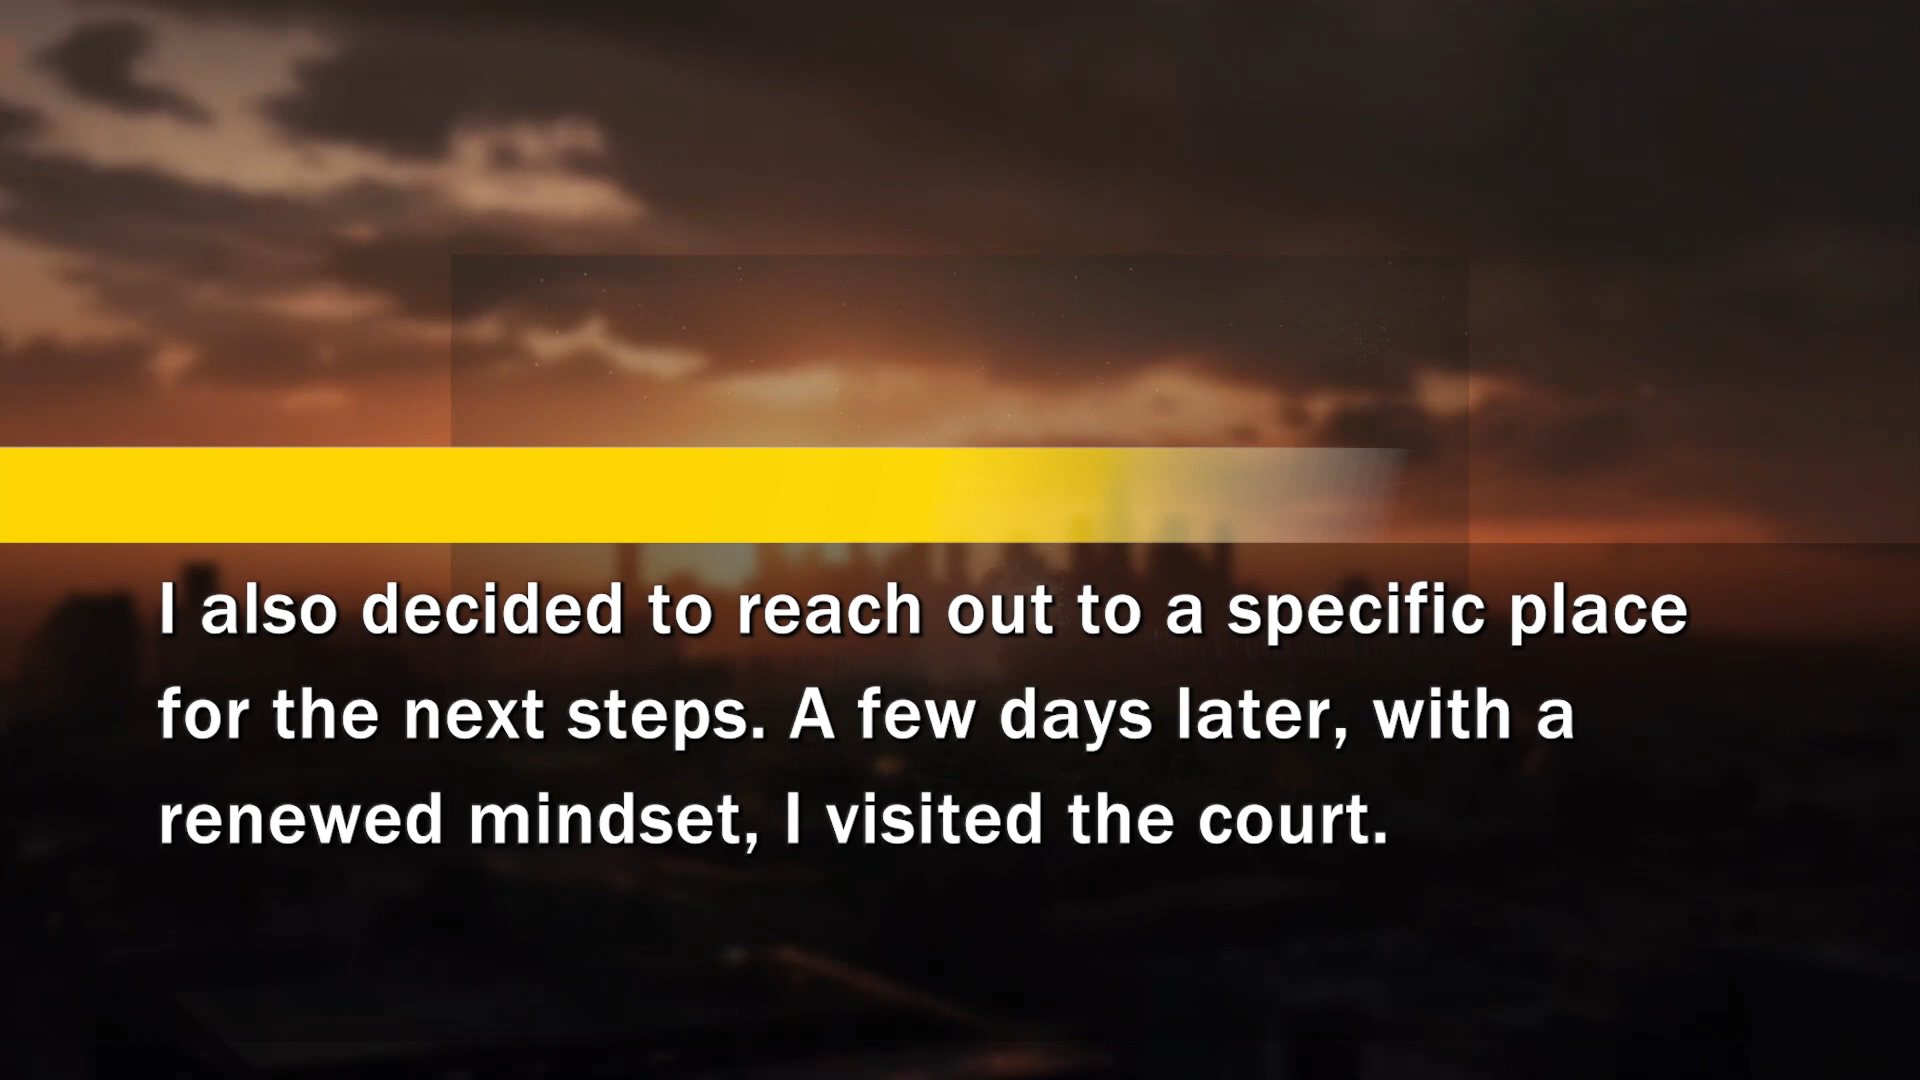 I also decided to reach out to a specific place
for the next steps. A few days later, with a
renewed mindset, I visited the court.